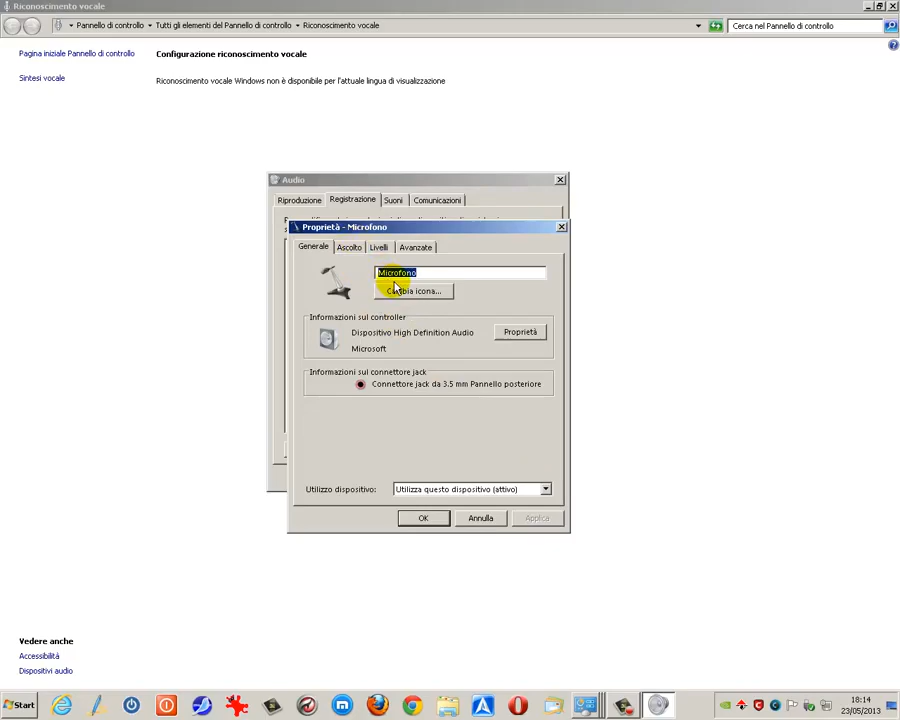 Riconoscimento vocale
Pannello di controllo Tutti gli elementi del Pannello di controllo Riconoscimento vocale
Cerca nel Pannello di controllo
Pagina iniziale Pannello di controllo
Configurazione riconoscimento vocale
Sintesi vocale
Riconoscimento vocale Windows non è disponibile per l'attuale lingua di visualizzazione
Audio
Riproduzione Registrazione Suoni Comunicazioni
Proprietà - Microfono
Generale Ascolto Livelli Avanzate
Microfono
Cambia icona...
Informazioni sul controller
Dispositivo High Definition Audio
Proprietà
Microsoft
Informazioni sul connettore jack
Connettore jack da 3.5 mm Pannello posteriore
Utilizzo dispositivo: Utilizza questo dispositivo (attivo)
OK Annulla Applica
Vedere anche
Accessibilità
Dispositivi audio
Start
18:14
23/05/2013